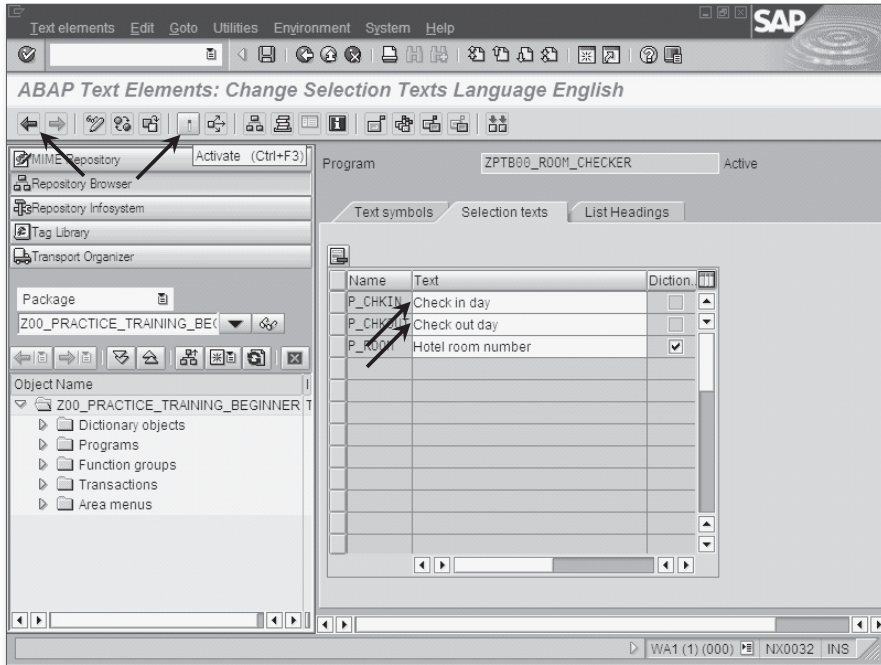 Text elements Edit Goto Utilities Environment System Help
SAP
ABAP Text Elements: Change Selection Texts Language English
Activate (Ctrl+F3)
MIME Repository
Repository Browser
Repository Infosystem
Tag Library
Transport Organizer
Package
Z00_PRACTICE_TRAINING_BEG
Object Name
Z00_PRACTICE_TRAINING_BEGINNER T
Dictionary objects
Programs
Function groups
Transactions
Area menus
Program ZPTB00_ROOM_CHECKER Active
Text symbols Selection texts List Headings
Name Text Diction..
P_CHKIN Check in day
P_CHKOUT Check out day
P_ROOM Hotel room number
WA1 (1) (000) NX0032 INS